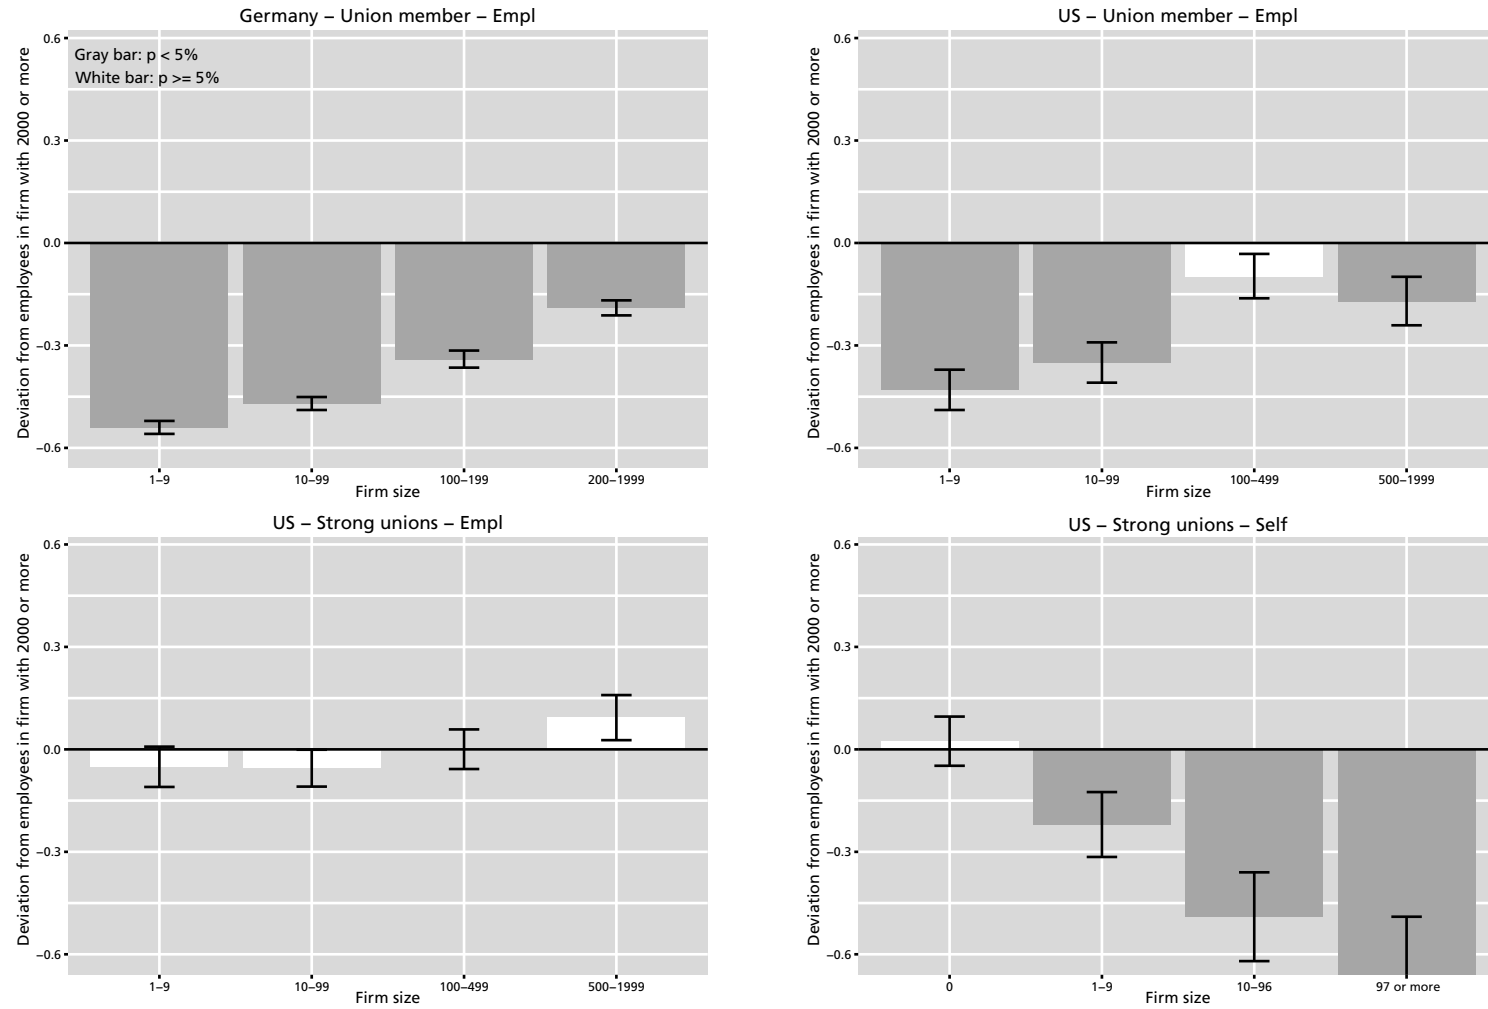 Germany – Union member – Empl
Gray bar: p < 5%
White bar: p >= 5%
Deviation from employees in firm with 2000 or more
0.6
0.3
0.0
−0.3
−0.6
1−9 10−99 100−199 200−1999
Firm size
US – Union member – Empl
Deviation from employees in firm with 2000 or more
0.6
0.3
0.0
−0.3
−0.6
1−9 10−99 100−499 500−1999
Firm size
US – Strong unions – Empl
Deviation from employees in firm with 2000 or more
0.6
0.3
0.0
−0.3
−0.6
1−9 10−99 100−499 500−1999
Firm size
US – Strong unions – Self
Deviation from employees in firm with 2000 or more
0.6
0.3
0.0
−0.3
−0.6
0 1−9 10−96 97 or more
Firm size